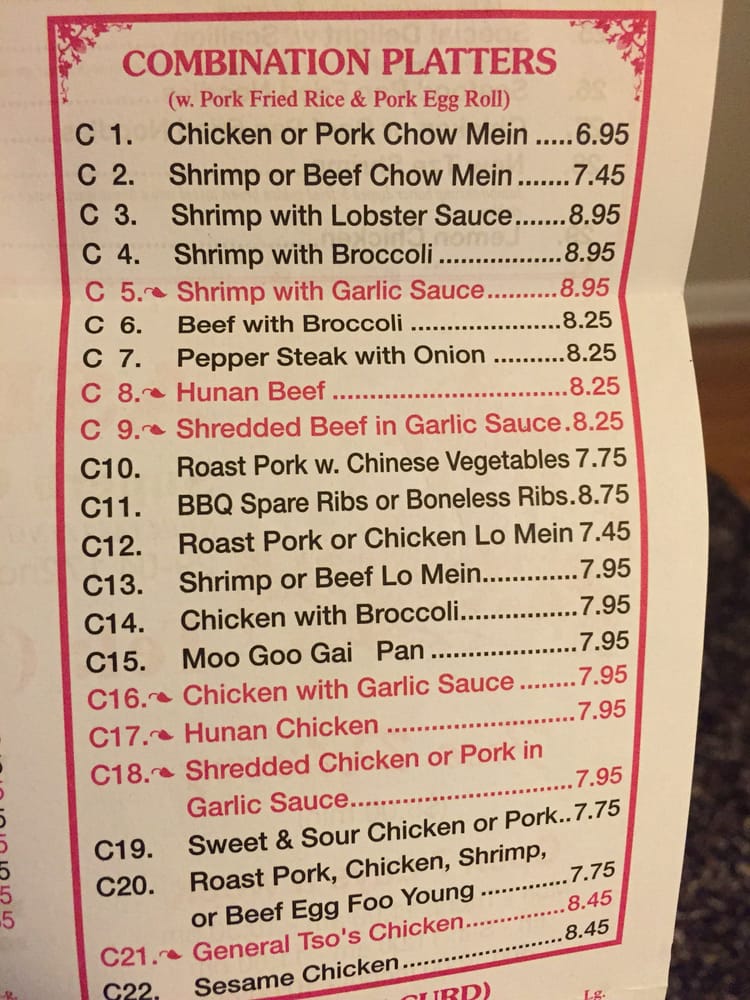 COMBINATION PLATTERS
(w. Pork Fried Rice & Pork Egg Roll)
C 1. Chicken or Pork Chow Mein .....6.95
C 2. Shrimp or Beef Chow Mein.......7.45
C 3. Shrimp with Lobster Sauce.......8.95
C 4. Shrimp with Broccoli.................8.95
C 5. Shrimp with Garlic Sauce..........8.95
C 6. Beef with Broccoli .....................8.25
C 7. Pepper Steak with Onion ..........8.25
C 8. Hunan Beef ................................8.25
C 9. Shredded Beef in Garlic Sauce.8.25
C10. Roast Pork w. Chinese Vegetables 7.75
C11. BBQ Spare Ribs or Boneless Ribs.8.75
C12. Roast Pork or Chicken Lo Mein 7.45
C13. Shrimp or Beef Lo Mein.............7.95
C14. Chicken with Broccoli................7.95
C15. Moo Goo Gai Pan ....................7.95
C16. Chicken with Garlic Sauce ........7.95
C17. Hunan Chicken ..........................7.95
C18. Shredded Chicken or Pork in
Garlic Sauce...............................7.95
C19. Sweet & Sour Chicken or Pork..7.75
C20. Roast Pork, Chicken, Shrimp,
or Beef Egg Foo Young ............7.75
C21. General Tso's Chicken..............8.45
C22. Sesame Chicken......................8.45
Lg.